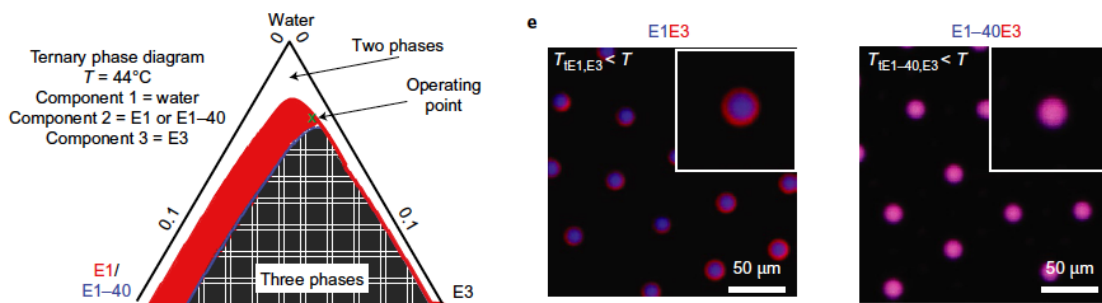 Water
0 0
Ternary phase diagram
T = 44°C
Component 1 = water
Component 2 = E1 or E1–40
Component 3 = E3
Two phases
Operating
point
x
0.1
0.1
E1/
E1–40
Three phases
E3
e
E1E3
TtE1,E3 < T
50 µm
E1–40E3
TtE1–40,E3 < T
50 µm